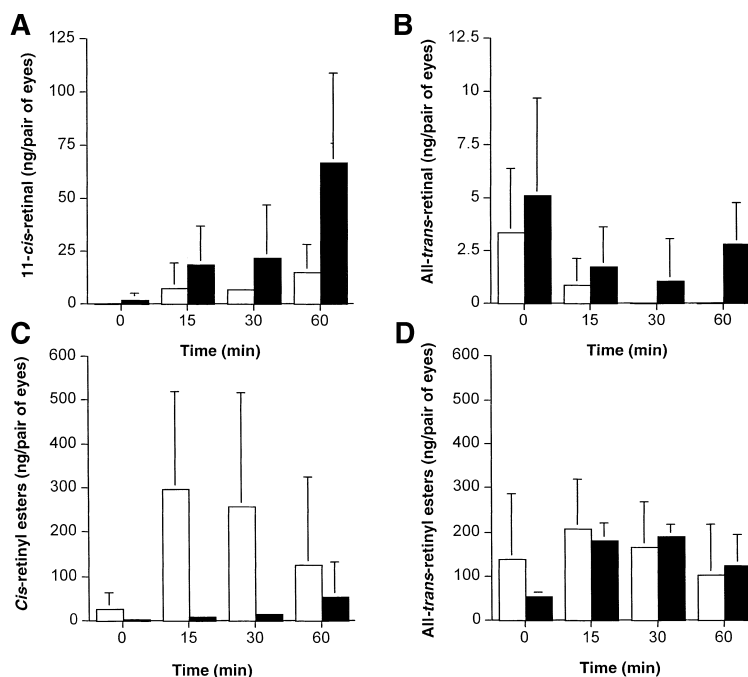 A
125
100
75
50
25
0
11-cis-retinal (ng/pair of eyes)
0 15 30 60
Time (min)
B
12.5
10
7.5
5
2.5
0
All-trans-retinal (ng/pair of eyes)
0 15 30 60
Time (min)
C
600
500
400
300
200
100
0
Cis-retinyl esters (ng/pair of eyes)
0 15 30 60
Time (min)
D
600
500
400
300
200
100
0
All-trans-retinyl esters (ng/pair of eyes)
0 15 30 60
Time (min)